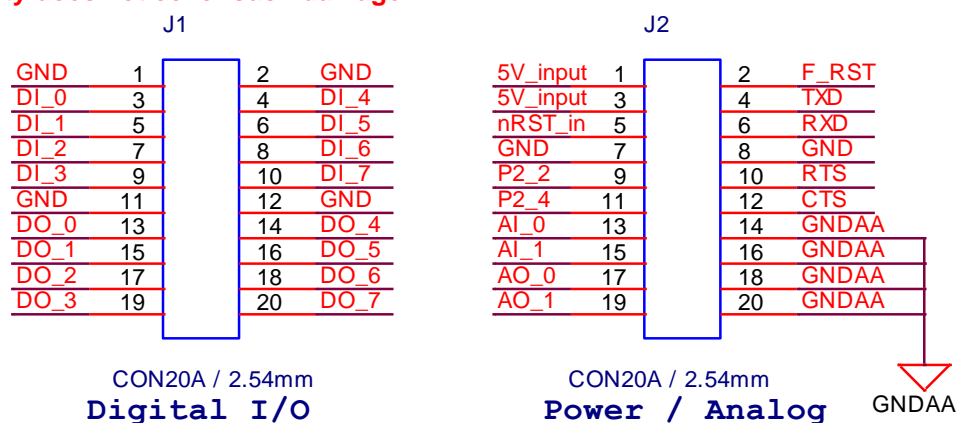 J1 J2
GND 1 2 GND 5V_input 1 2 F_RST
DI_0 3 4 DI_4 5V_input 3 4 TXD
DI_1 5 6 DI_5 nRST_in 5 6 RXD
DI_2 7 8 DI_6 GND 7 8 GND
DI_3 9 10 DI_7 P2_2 9 10 RTS
GND 11 12 GND P2_4 11 12 CTS
DO_0 13 14 DO_4 AI_0 13 14 GNDAA
DO_1 15 16 DO_5 AI_1 15 16 GNDAA
DO_2 17 18 DO_6 AO_0 17 18 GNDAA
DO_3 19 20 DO_7 AO_1 19 20 GNDAA
CON20A / 2.54mm CON20A / 2.54mm
Digital I/O Power / Analog GNDAA